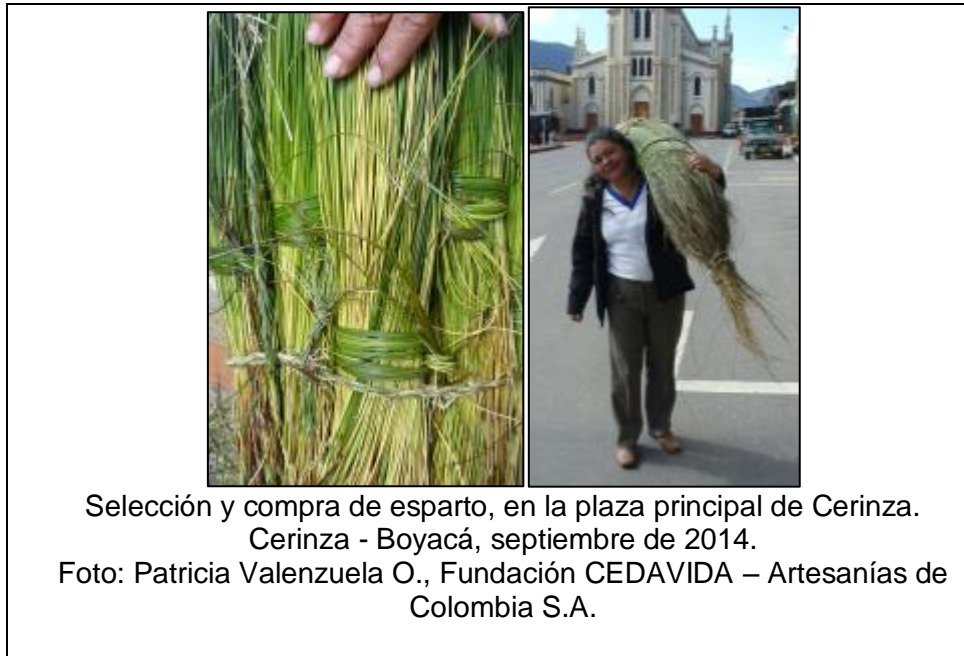 Selección y compra de esparto, en la plaza principal de Cerinza.
Cerinza - Boyacá, septiembre de 2014.
Foto: Patricia Valenzuela O., Fundación CEDAVIDA – Artesanías de
Colombia S.A.